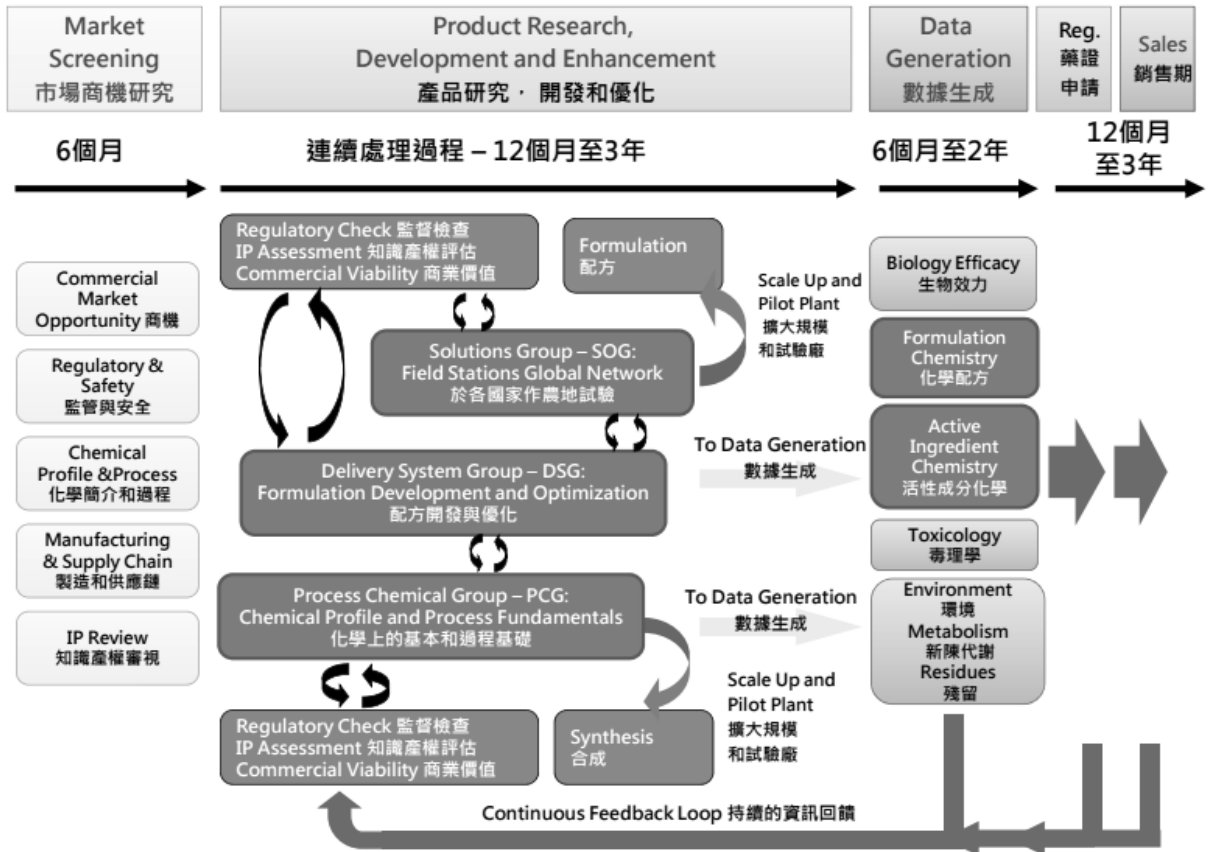 Market
Screening
市場商機研究
Product Research,
Development and Enhancement
產品研究, 開發和優化
Data
Generation
數據生成
Reg.
藥證
申請
Sales
銷售期
6個月
連續處理過程 – 12個月至3年
6個月至2年
12個月
至3年
Commercial
Market
Opportunity 商機
Regulatory &
Safety
監管與安全
Chemical
Profile &Process
化學簡介和過程
Manufacturing
& Supply Chain
製造和供應鏈
IP Review
知識產權審視
Regulatory Check 監督檢查
IP Assessment 知識產權評估
Commercial Viability 商業價值
Formulation
配方
Scale Up and
Pilot Plant
擴大規模
和試驗廠
Solutions Group – SOG:
Field Stations Global Network
於各國家作農地試驗
Delivery System Group – DSG:
Formulation Development and Optimization
配方開發與優化
To Data Generation
數據生成
Process Chemical Group – PCG:
Chemical Profile and Process Fundamentals
化學上的基本和過程基礎
To Data Generation
數據生成
Regulatory Check 監督檢查
IP Assessment 知識產權評估
Commercial Viability 商業價值
Synthesis
合成
Scale Up and
Pilot Plant
擴大規模
和試驗廠
Biology Efficacy
生物效力
Formulation
Chemistry
化學配方
Active
Ingredient
Chemistry
活性成分化學
Toxicology
毒理學
Environment
環境
Metabolism
新陳代謝
Residues
殘留
Continuous Feedback Loop 持續的資訊回饋